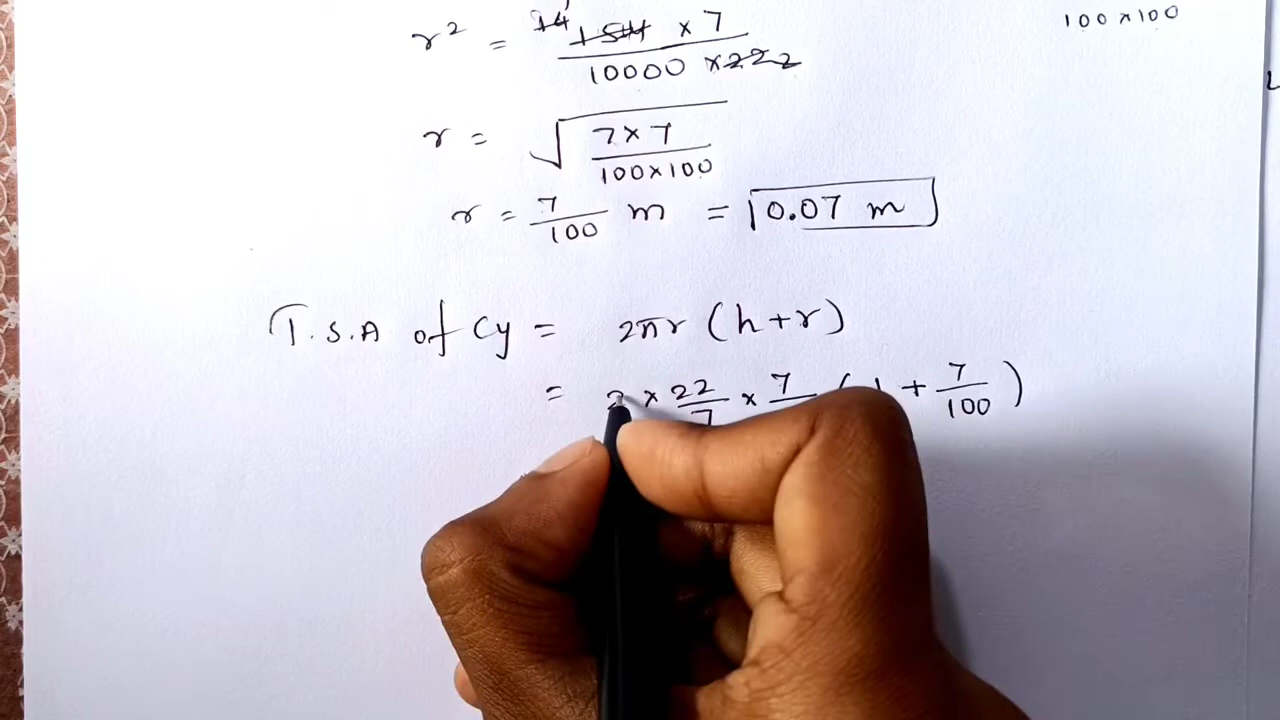 100 x 100
r² = 14 154 x 7 / 10000 x 22 2
r = √ 7 x 7 / 100 x 100
r = 7 / 100 m = 0.07 m
T.S.A of Cy = 2πr (h+r)
= 2 x 22 / 7 x 7 ( + 7 / 100 )